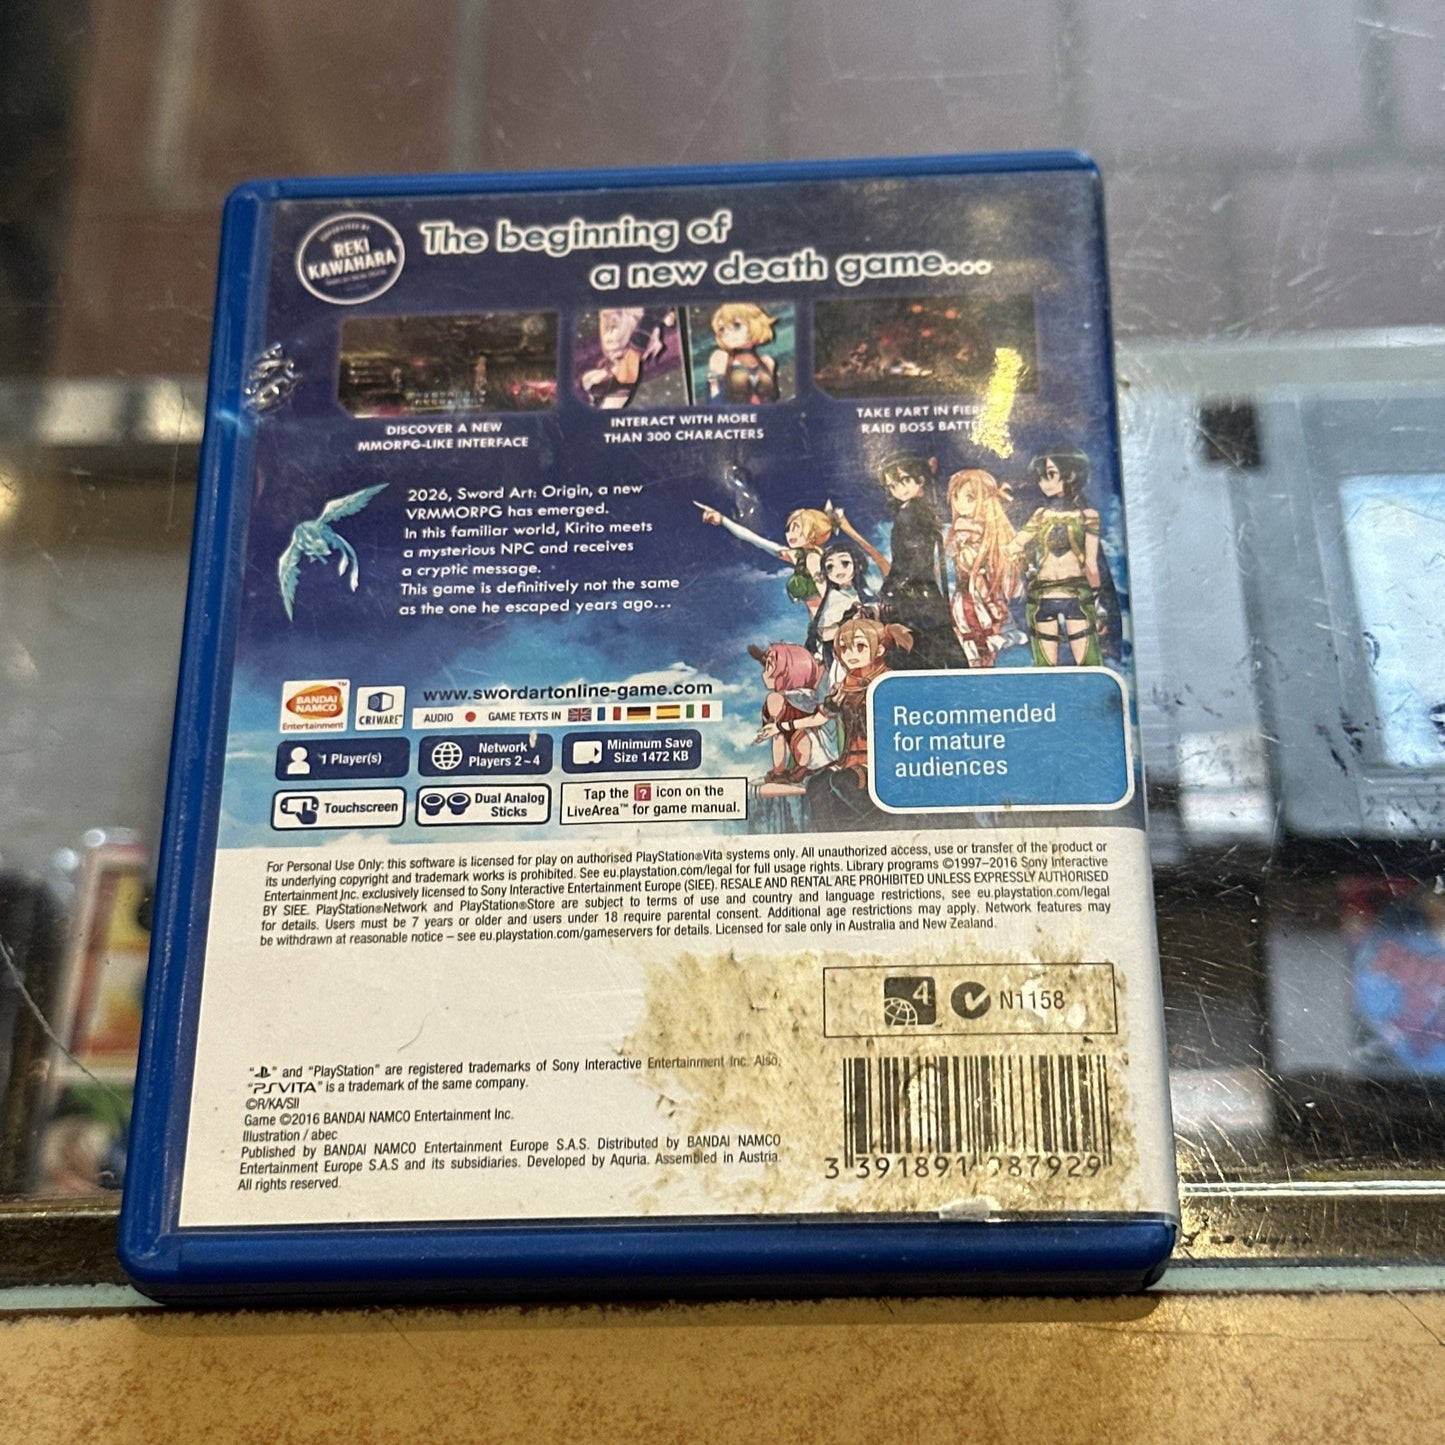 REKI
KAWAHARA
The beginning of
a new death game...
DISCOVER A NEW
MMORPG-LIKE INTERFACE
INTERACT WITH MORE
THAN 300 CHARACTERS
TAKE PART IN
RAID BOSS
2026, Sword Art: Origin, a new
VRMMORPG has emerged.
In this familiar world, Kirito meets
a mysterious NPC and receives
a cryptic message.
This game is definitively not the same
as the one he escaped years ago...
BANDAI
NAMCO
Entertainment
™
CRIWARE™
www.swordartonline-game.com
AUDIO GAME TEXTS IN
1 Player(s)
Network
Players 2~4
Minimum Save
Size 1472 KB
Touchscreen
Dual Analog
Sticks
Tap the ? icon on the
LiveArea™ for game manual.
Recommended
for mature
audiences
For Personal Use Only: this software is licensed for play on authorised PlayStation®Vita systems only. All unauthorized access, use or transfer of the product or
its underlying copyright and trademark works is prohibited. See eu.playstation.com/legal for full usage rights. Library programs ©1997–2016 Sony Interactive
Entertainment Inc. exclusively licensed to Sony Interactive Entertainment Europe (SIEE). RESALE AND RENTAL ARE PROHIBITED UNLESS EXPRESSLY AUTHORISED
BY SIEE. PlayStation®Network and PlayStation®Store are subject to terms of use and country and language restrictions, see eu.playstation.com/legal
for details. Users must be 7 years or older and users under 18 require parental consent. Additional age restrictions may apply. Network features may
be withdrawn at reasonable notice – see eu.playstation.com/gameservers for details. Licensed for sale only in Australia and New Zealand.
4 N1158
" " and "PlayStation" are registered trademarks of Sony Interactive Entertainment Inc. Also,
"PSVITA" is a trademark of the same company.
©R/KA/SII
Game ©2016 BANDAI NAMCO Entertainment Inc.
Illustration / abec
Published by BANDAI NAMCO Entertainment Europe S.A.S. Distributed by BANDAI NAMCO
Entertainment Europe S.A.S and its subsidiaries. Developed by Aquria. Assembled in Austria.
All rights reserved.
3 391891 987929